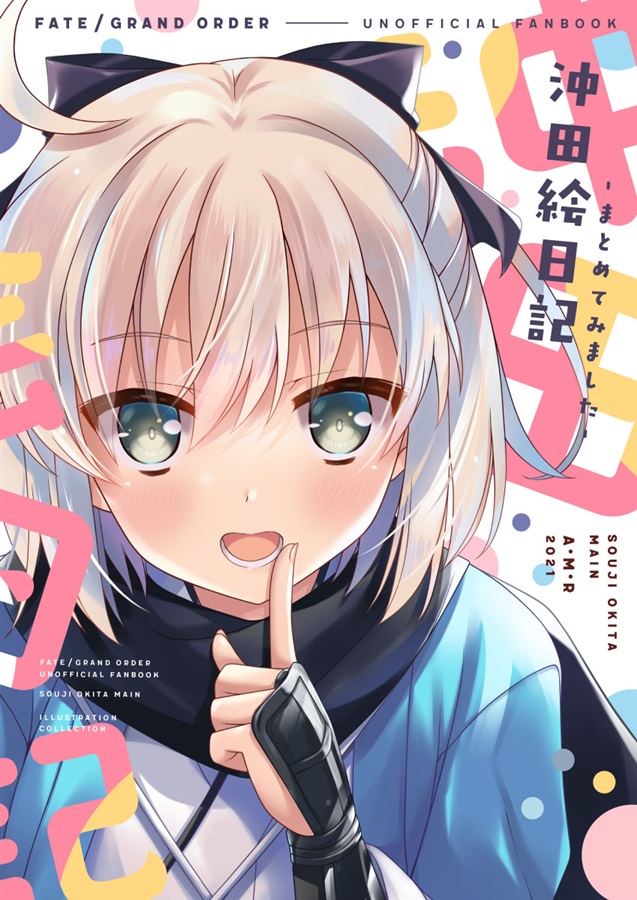 FATE/GRAND ORDER
UNOFFICIAL FANBOOK
沖田絵日記
-まとめてみました-
SOUJI OKITA
MAIN
A・M・R
2021
FATE/GRAND ORDER
UNOFFICIAL FANBOOK
SOUJI OKITA MAIN
ILLUSTRATION
COLLECTION